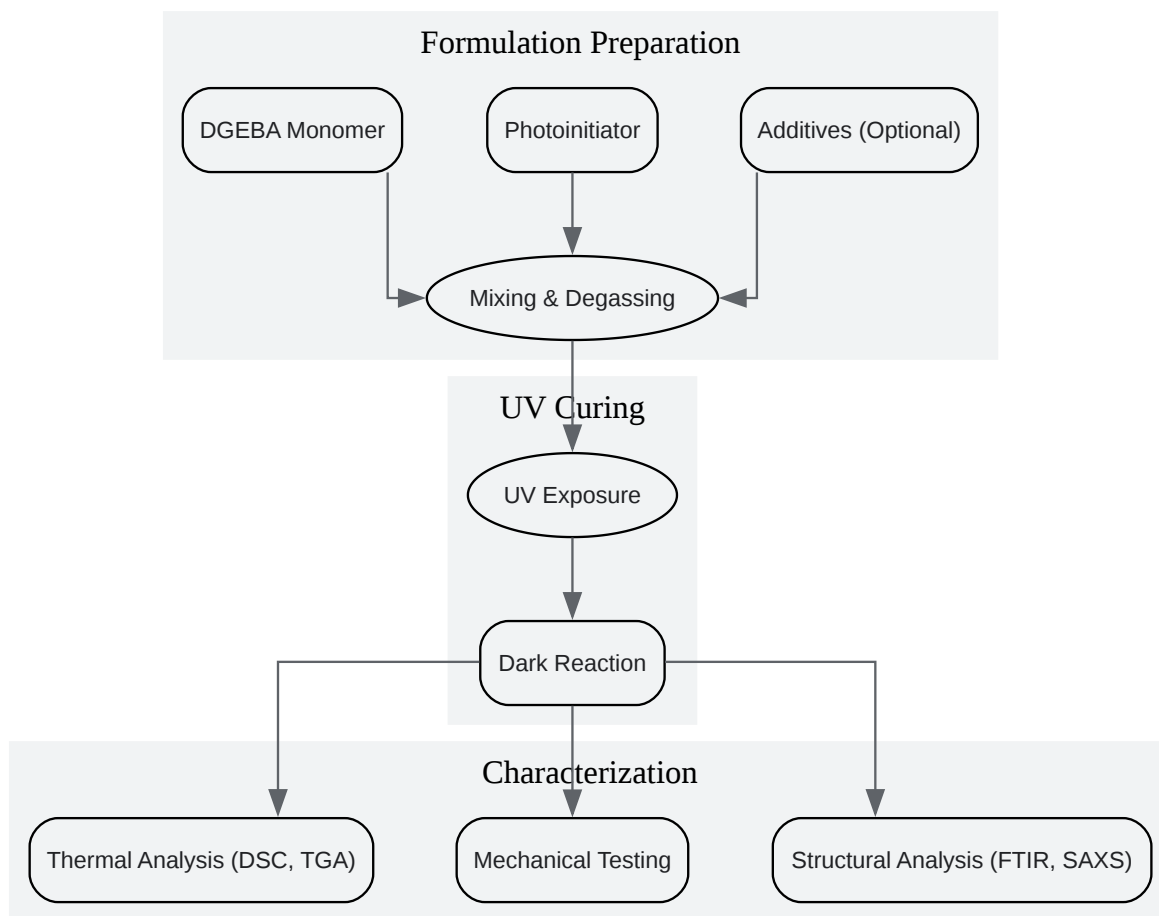 Formulation Preparation
DGEBA Monomer
Photoinitiator
Additives (Optional)
Mixing & Degassing
UV Curing
UV Exposure
Dark Reaction
Characterization
Thermal Analysis (DSC, TGA)
Mechanical Testing
Structural Analysis (FTIR, SAXS)